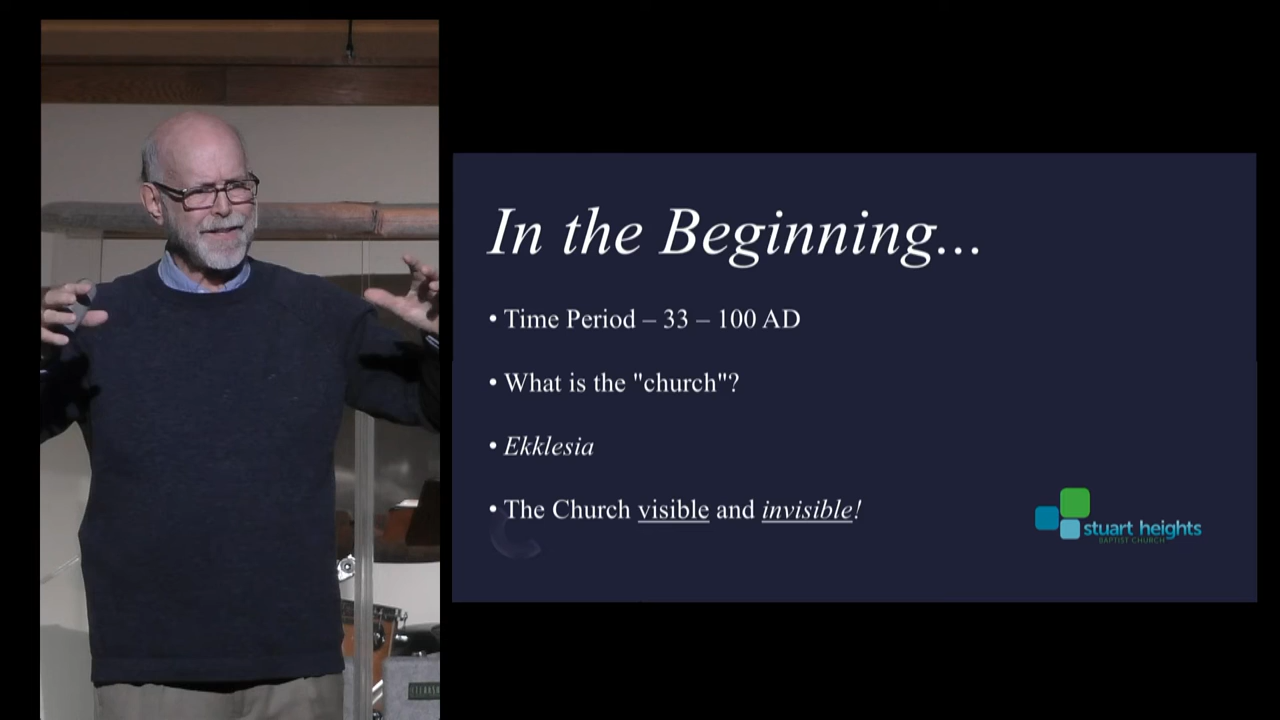 In the Beginning...
• Time Period – 33 – 100 AD
• What is the "church"?
• Ekklesia
• The Church visible and invisible!
stuart heights
BAPTIST CHURCH